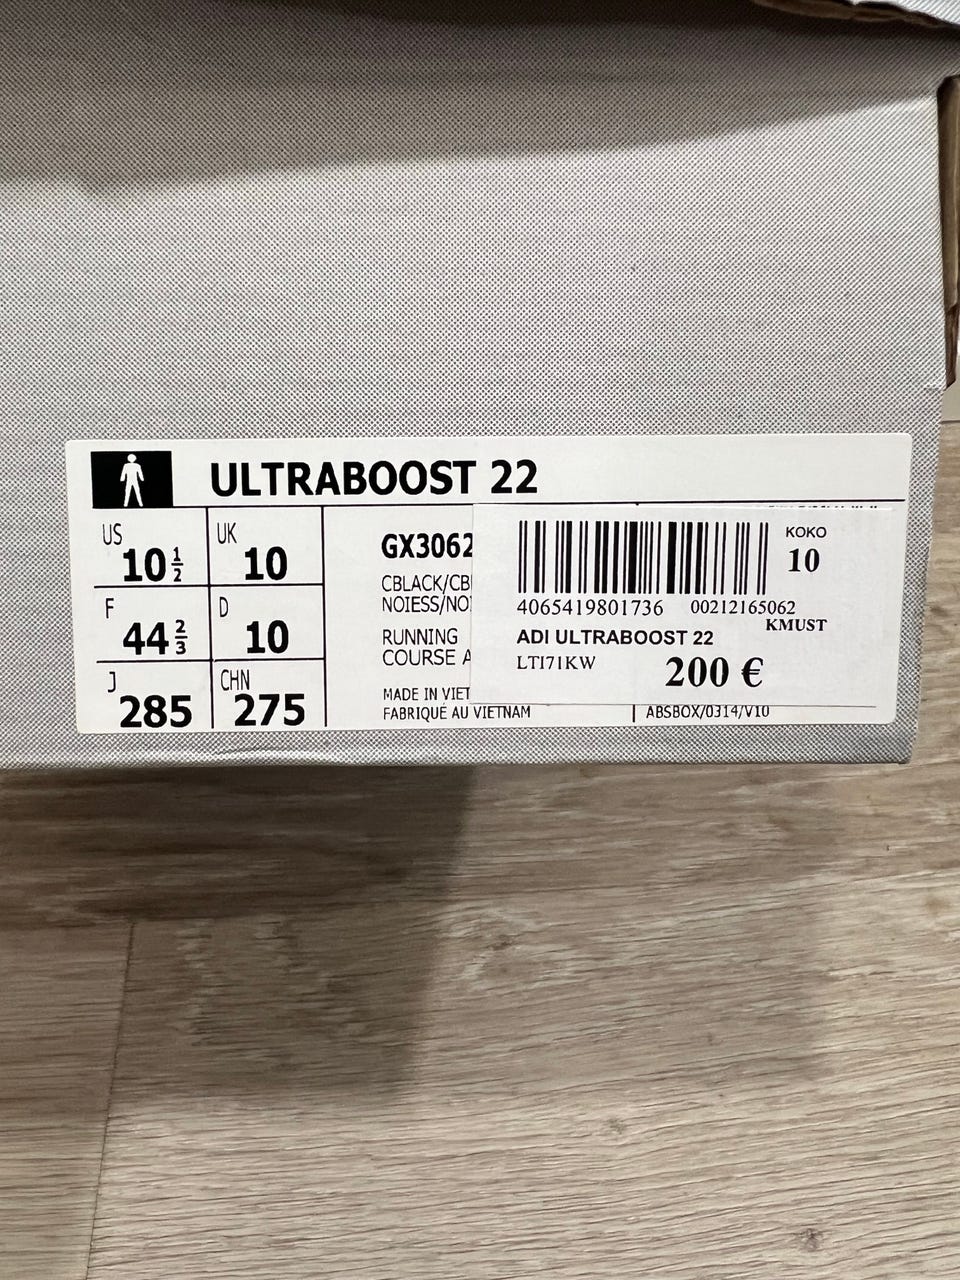 ULTRABOOST 22
US 10 1/2
UK 10
F 44 2/3
D 10
J 285
CHN 275
GX3062
CBLACK/CB
NOIESS/NO
RUNNING
COURSE A
MADE IN VIET
FABRIQUÉ AU VIETNAM
ABSBOX/0314/V10
KOKO
10
4065419801736 00212165062
KMUST
ADI ULTRABOOST 22
LTI71KW
200 €